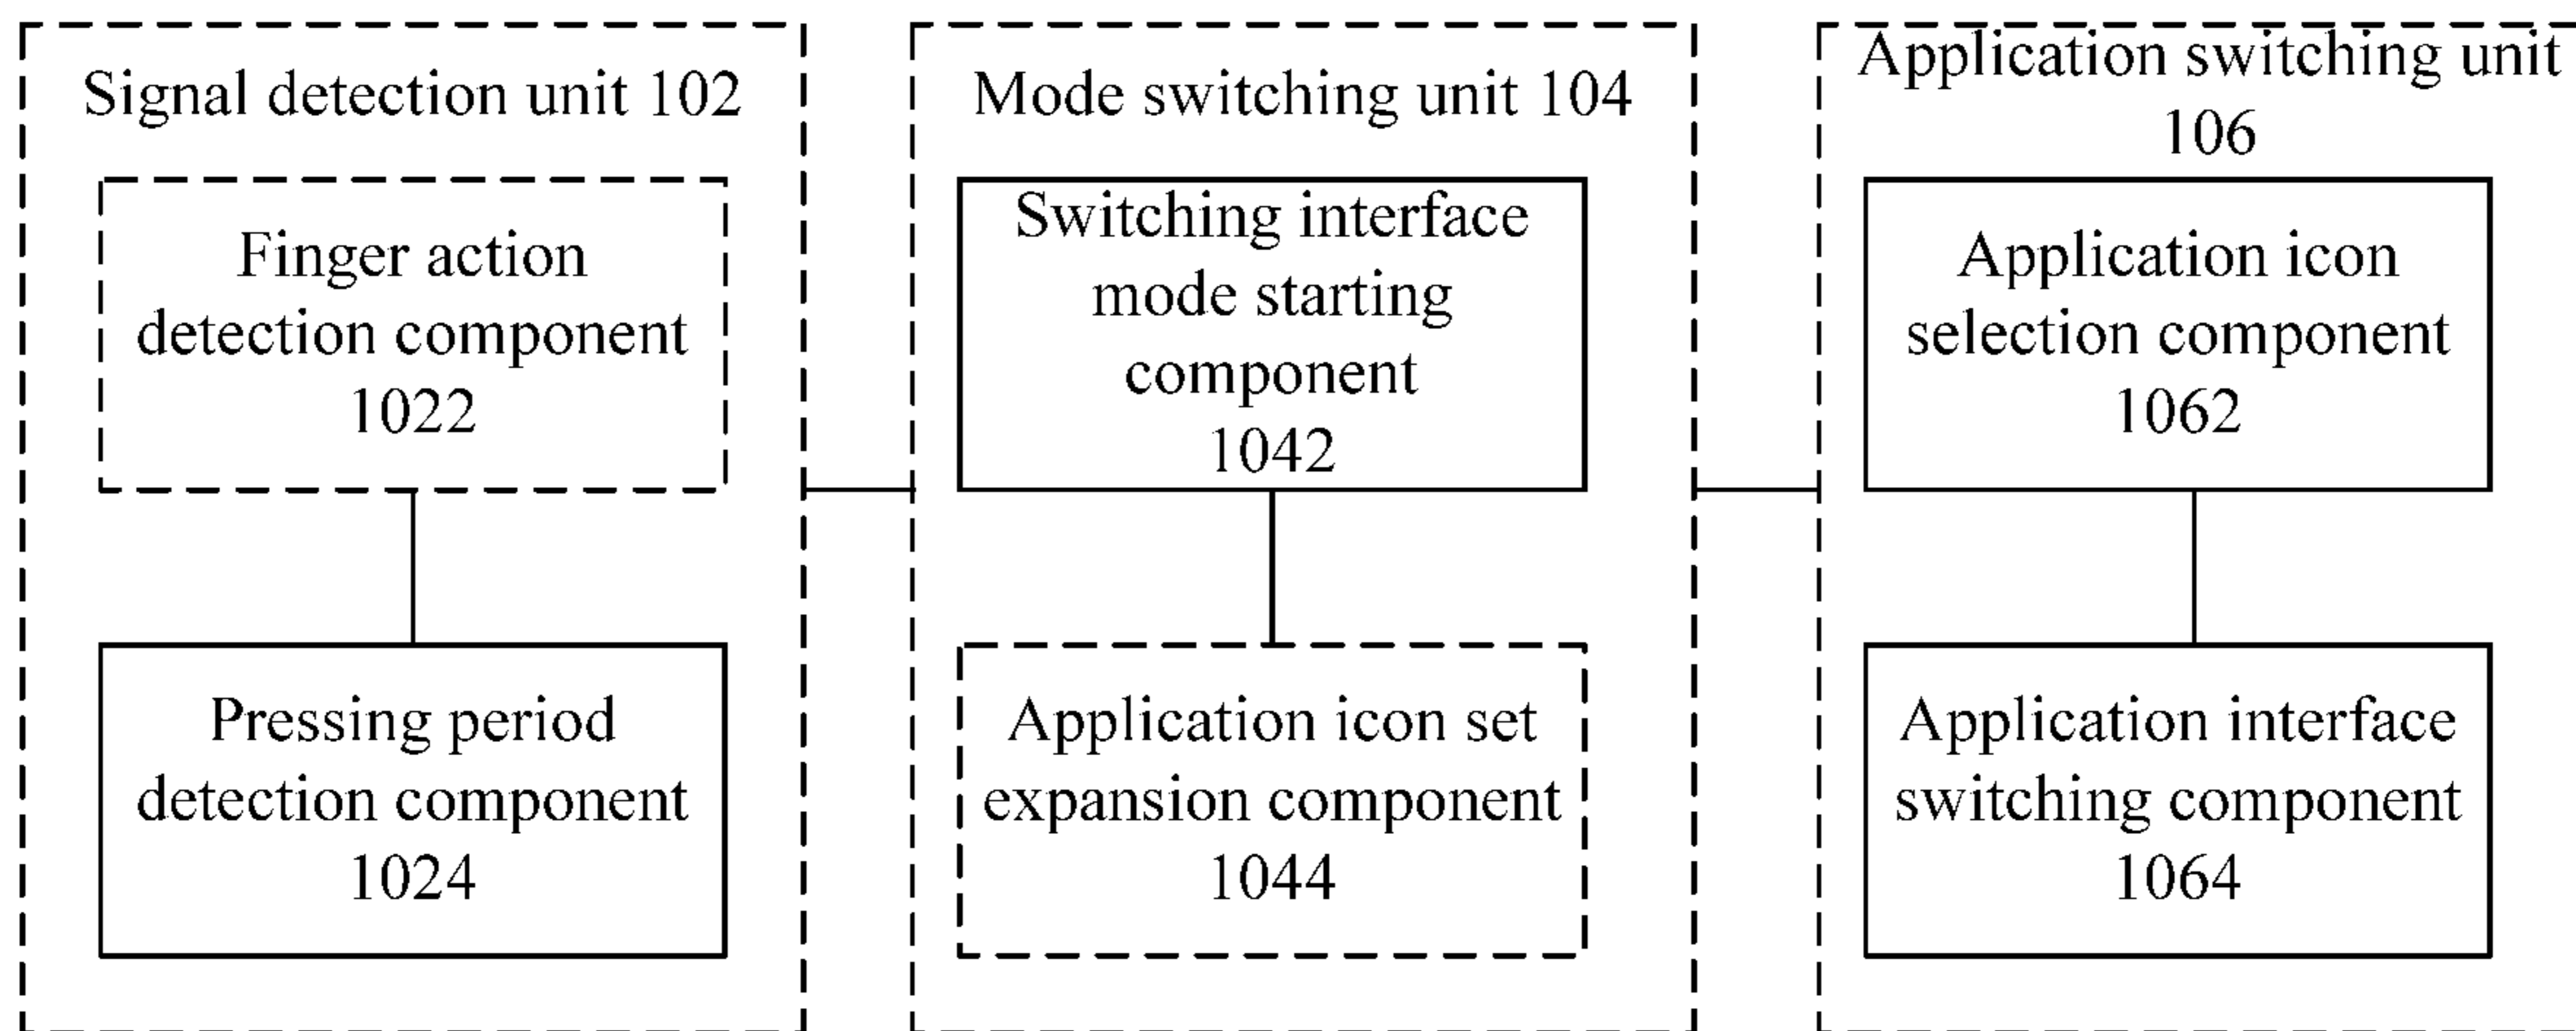 Signal detection unit 102
Finger action
detection component
1022
Pressing period
detection component
1024
Mode switching unit 104
Switching interface
mode starting
component
1042
Application icon set
expansion component
1044
Application switching unit
106
Application icon
selection component
1062
Application interface
switching component
1064